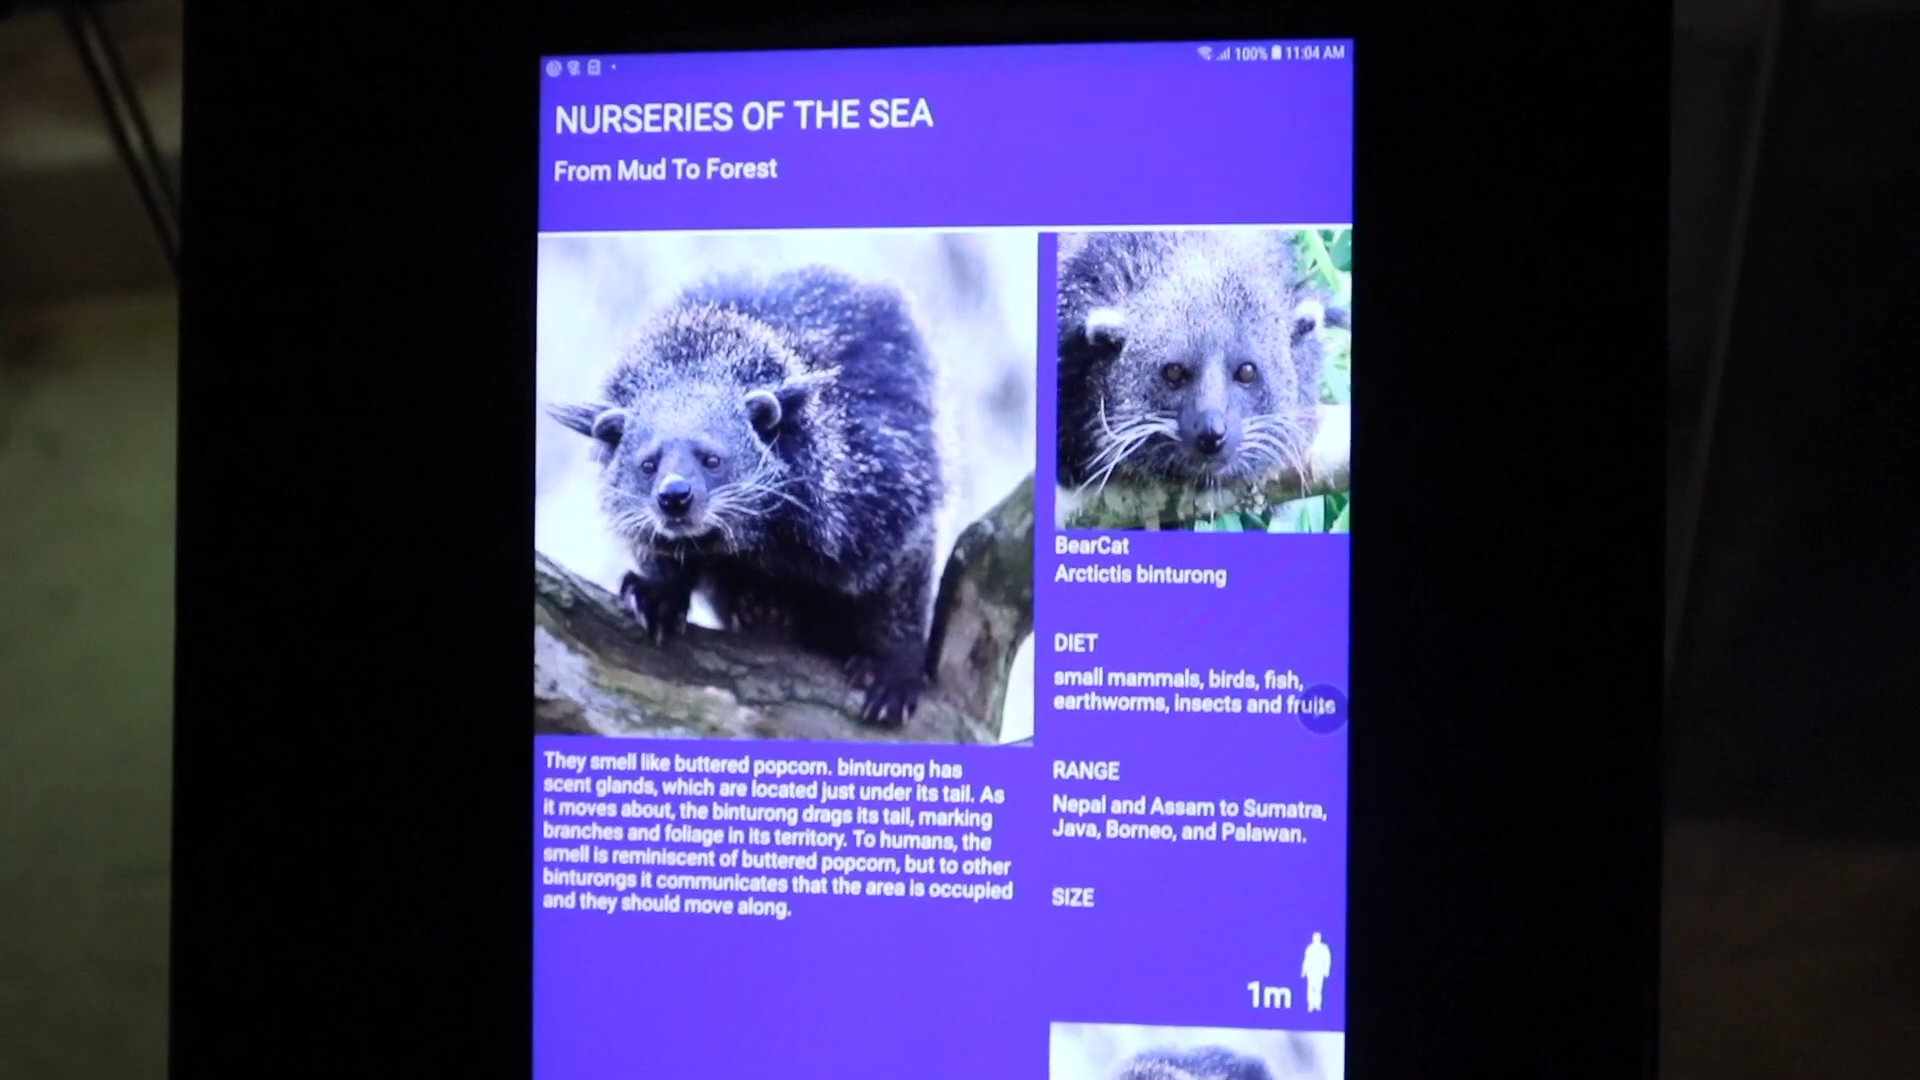 100% 11:04 AM
NURSERIES OF THE SEA
From Mud To Forest
BearCat
Arctictis binturong
DIET
small mammals, birds, fish,
earthworms, insects and fruits
RANGE
Nepal and Assam to Sumatra,
Java, Borneo, and Palawan.
SIZE
1m
They smell like buttered popcorn. binturong has
scent glands, which are located just under its tail. As
it moves about, the binturong drags its tail, marking
branches and foliage in its territory. To humans, the
smell is reminiscent of buttered popcorn, but to other
binturongs it communicates that the area is occupied
and they should move along.